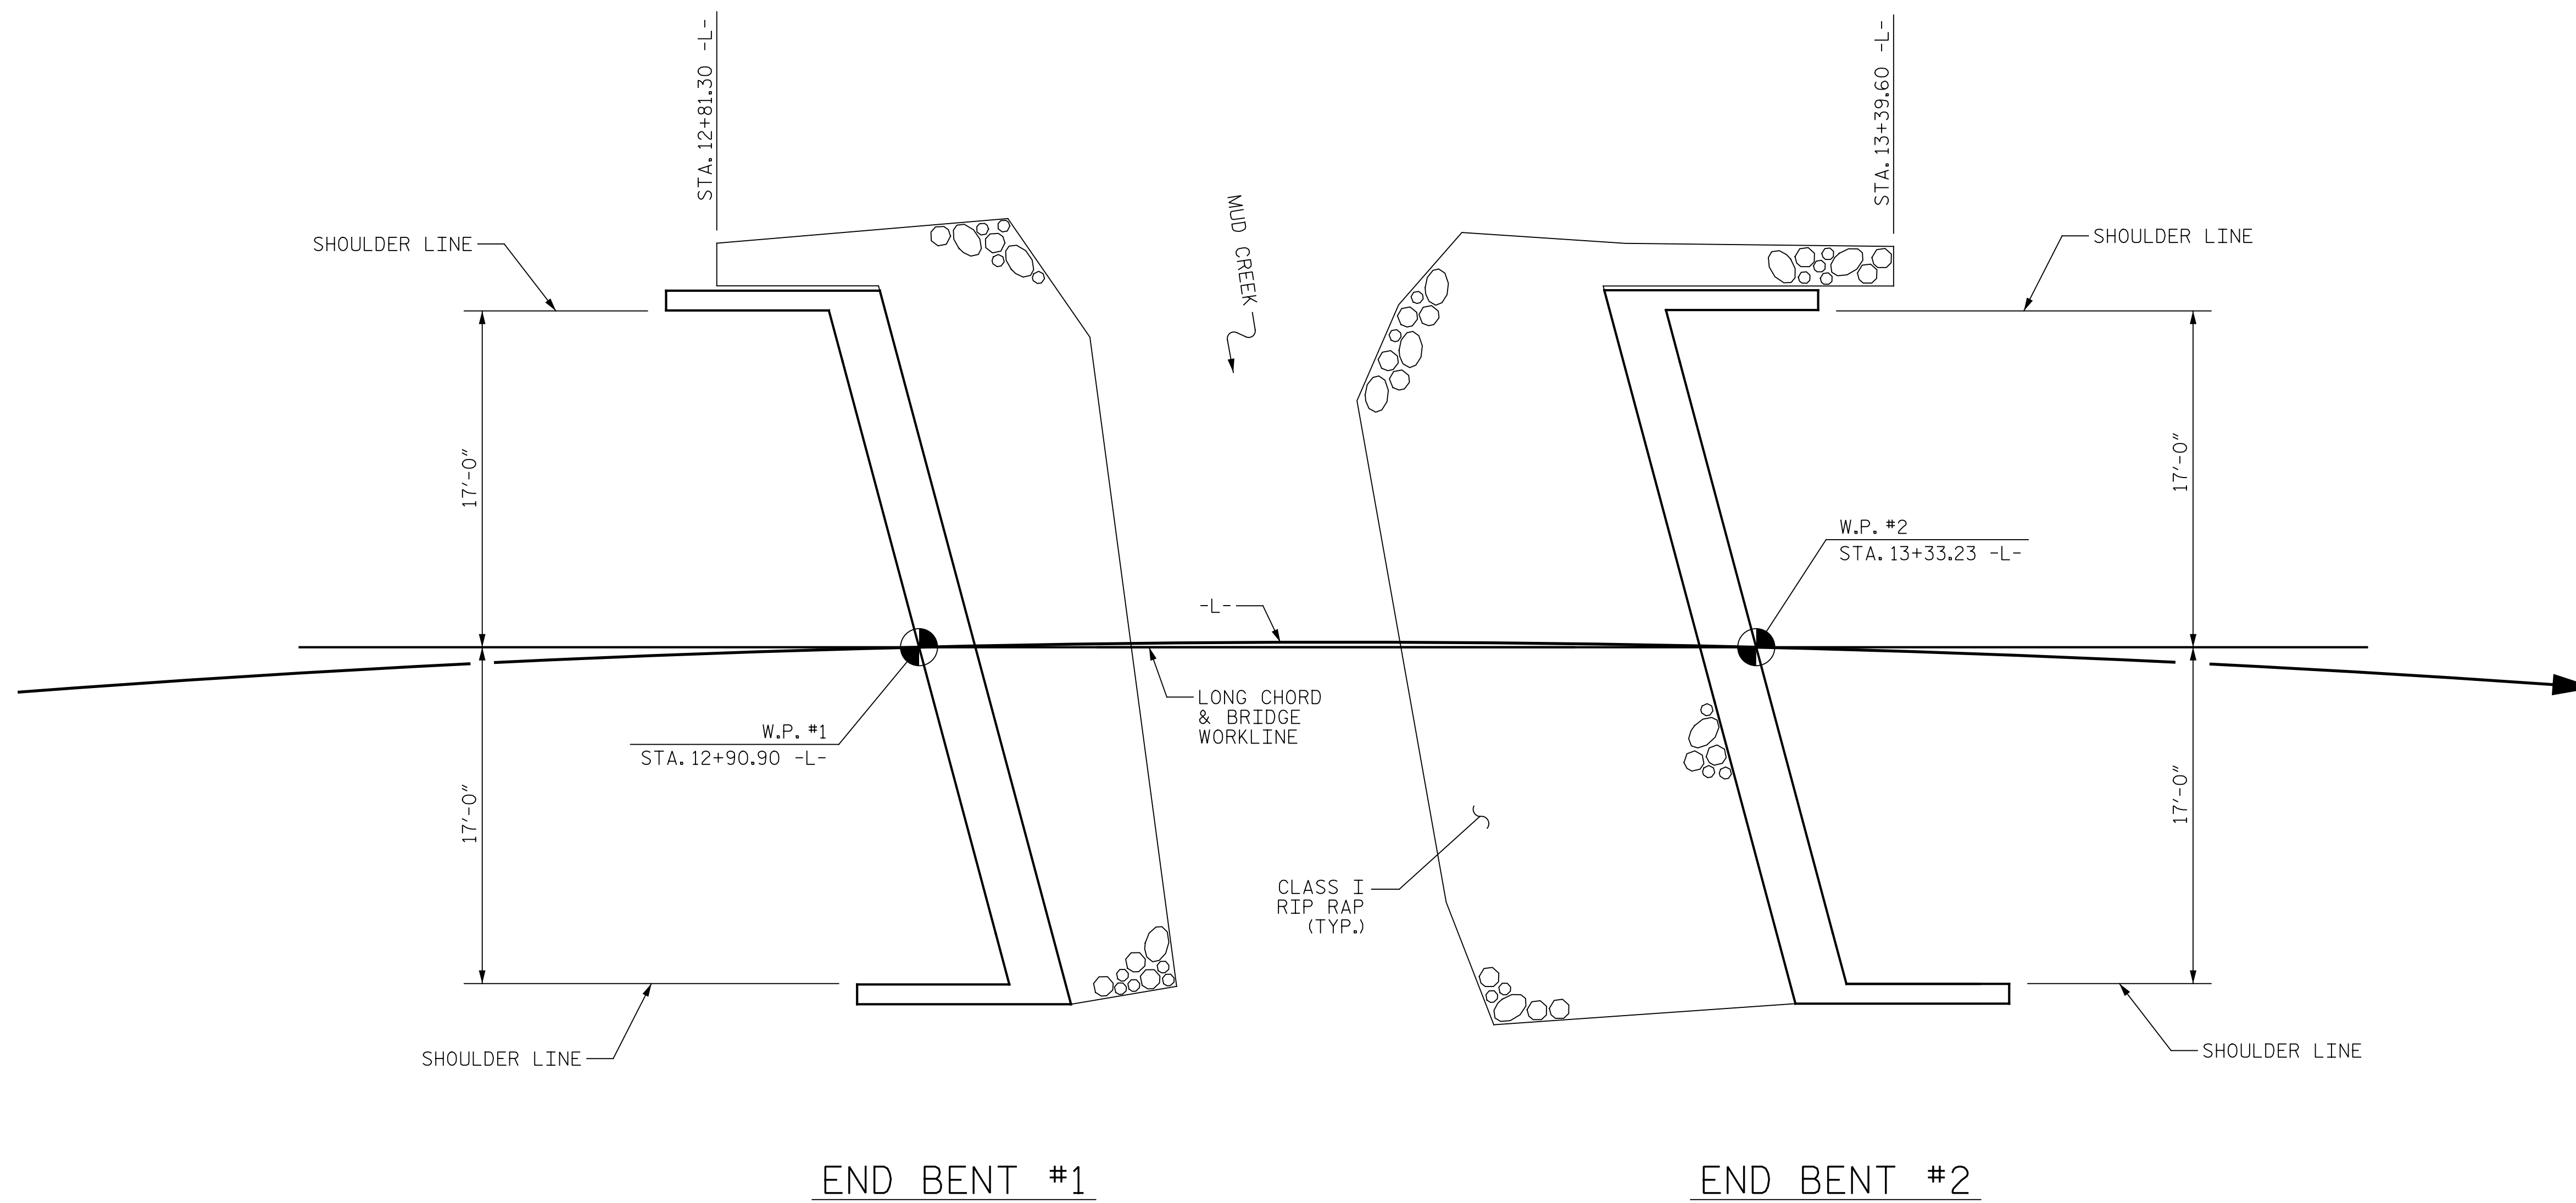 STA. 12+81.30 -L-
STA. 13+39.60 -L-
SHOULDER LINE
MUD CREEK
SHOULDER LINE
17'-0"
17'-0"
W.P. #2
STA. 13+33.23 -L-
-L-
LONG CHORD
& BRIDGE
WORKLINE
W.P. #1
STA. 12+90.90 -L-
17'-0"
17'-0"
CLASS I
RIP RAP
(TYP.)
SHOULDER LINE
SHOULDER LINE
END BENT #1
END BENT #2